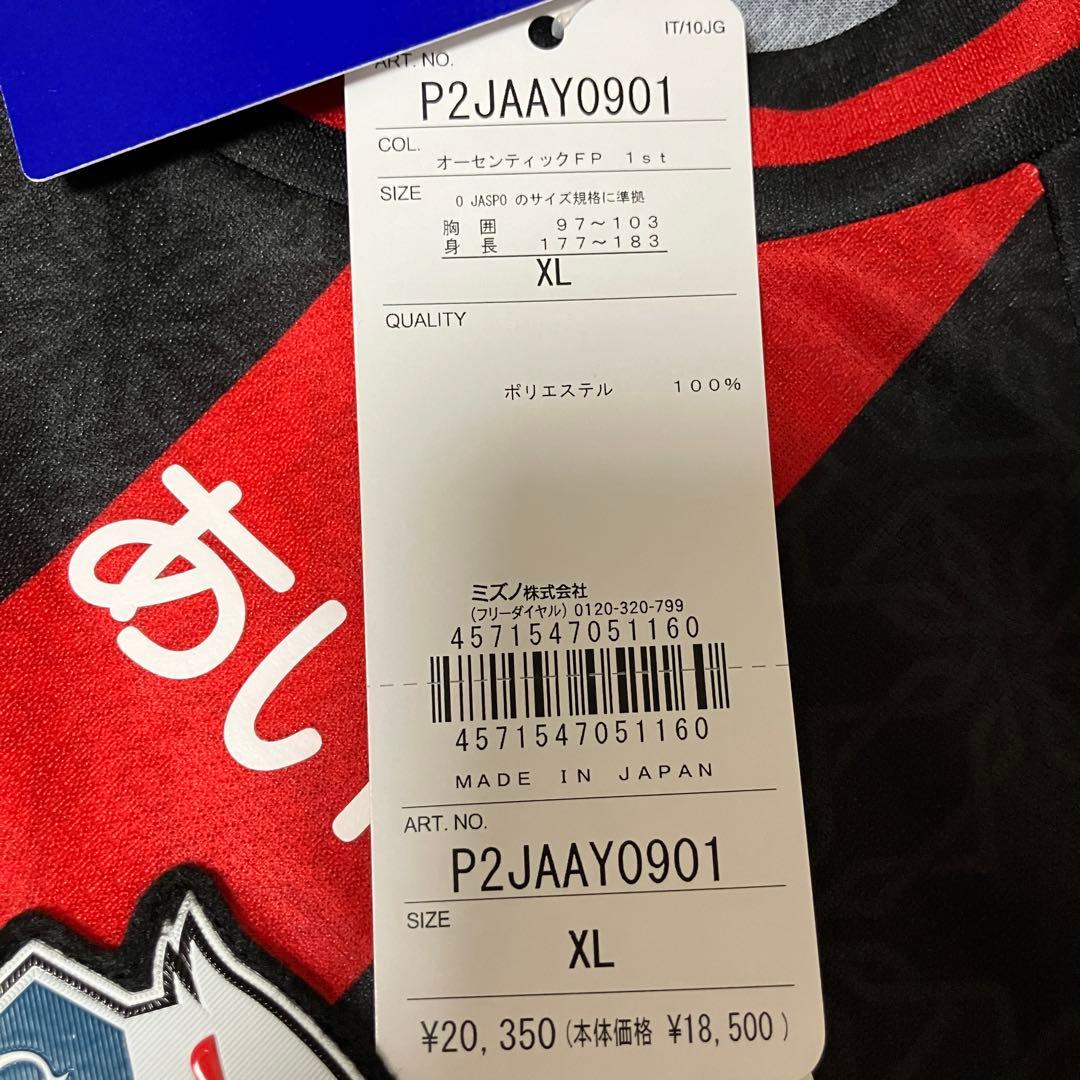 IT/10JG
ART. NO.
P2JAAY0901
COL.
オーセンティックFP 1st
SIZE
O JASPO のサイズ規格に準拠
胸囲 97～103
身長 177～183
XL
QUALITY
ポリエステル 100%
ミズノ株式会社
(フリーダイヤル) 0120-320-799
4571547051160
4571547051160
MADE IN JAPAN
ART. NO.
P2JAAY0901
SIZE
XL
¥20,350(本体価格 ¥18,500)
あい